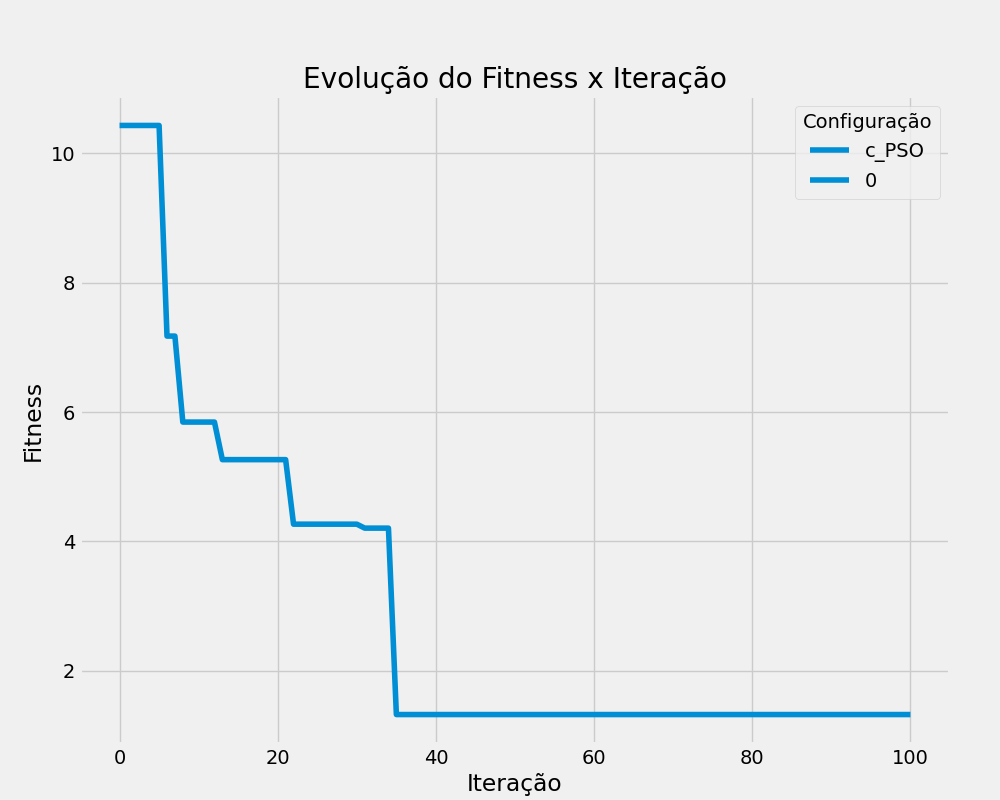 Evolução do Fitness x Iteração
Configuração
c_PSO
0
Fitness
10
8
6
4
2
0 20 40 60 80 100
Iteração